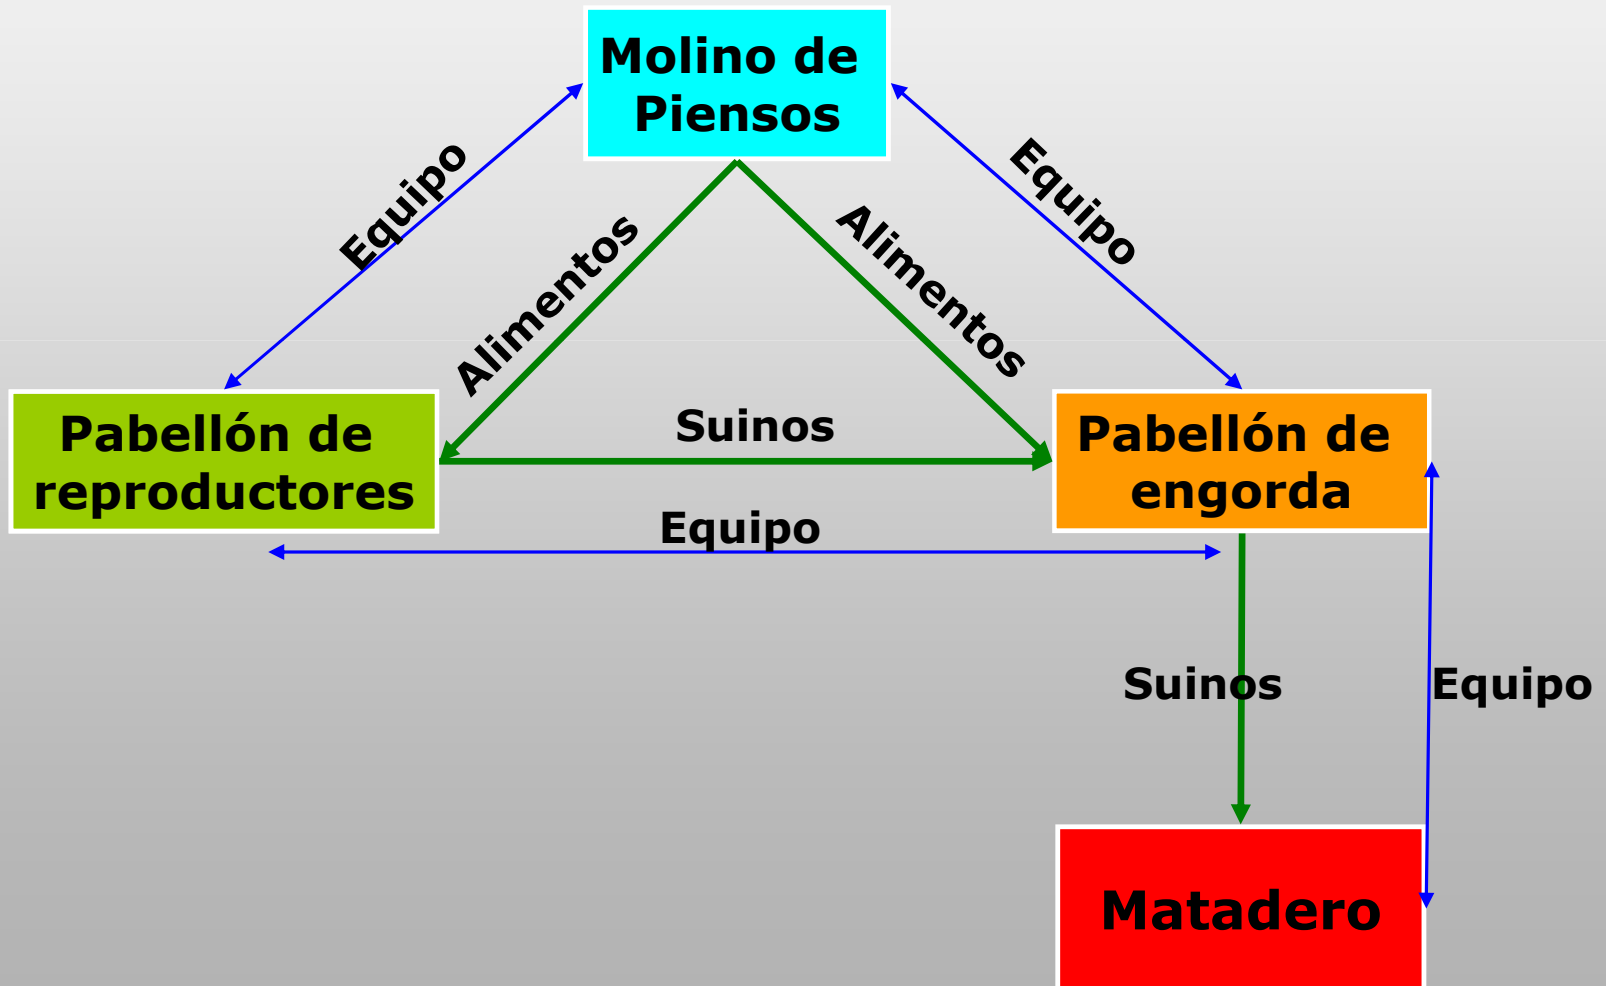 Molino de
Piensos
Equipo
Equipo
Alimentos
Alimentos
Pabellón de
reproductores
Suinos
Pabellón de
engorda
Equipo
Suinos
Equipo
Matadero